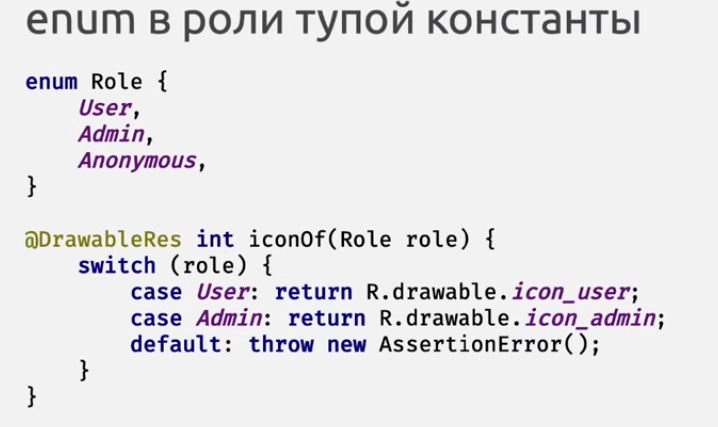 enum в роли тупой константы
enum Role {
User,
Admin,
Anonymous,
}
@DrawableRes int iconOf(Role role) {
switch (role) {
case User: return R.drawable.icon_user;
case Admin: return R.drawable.icon_admin;
default: throw new AssertionError();
}
}